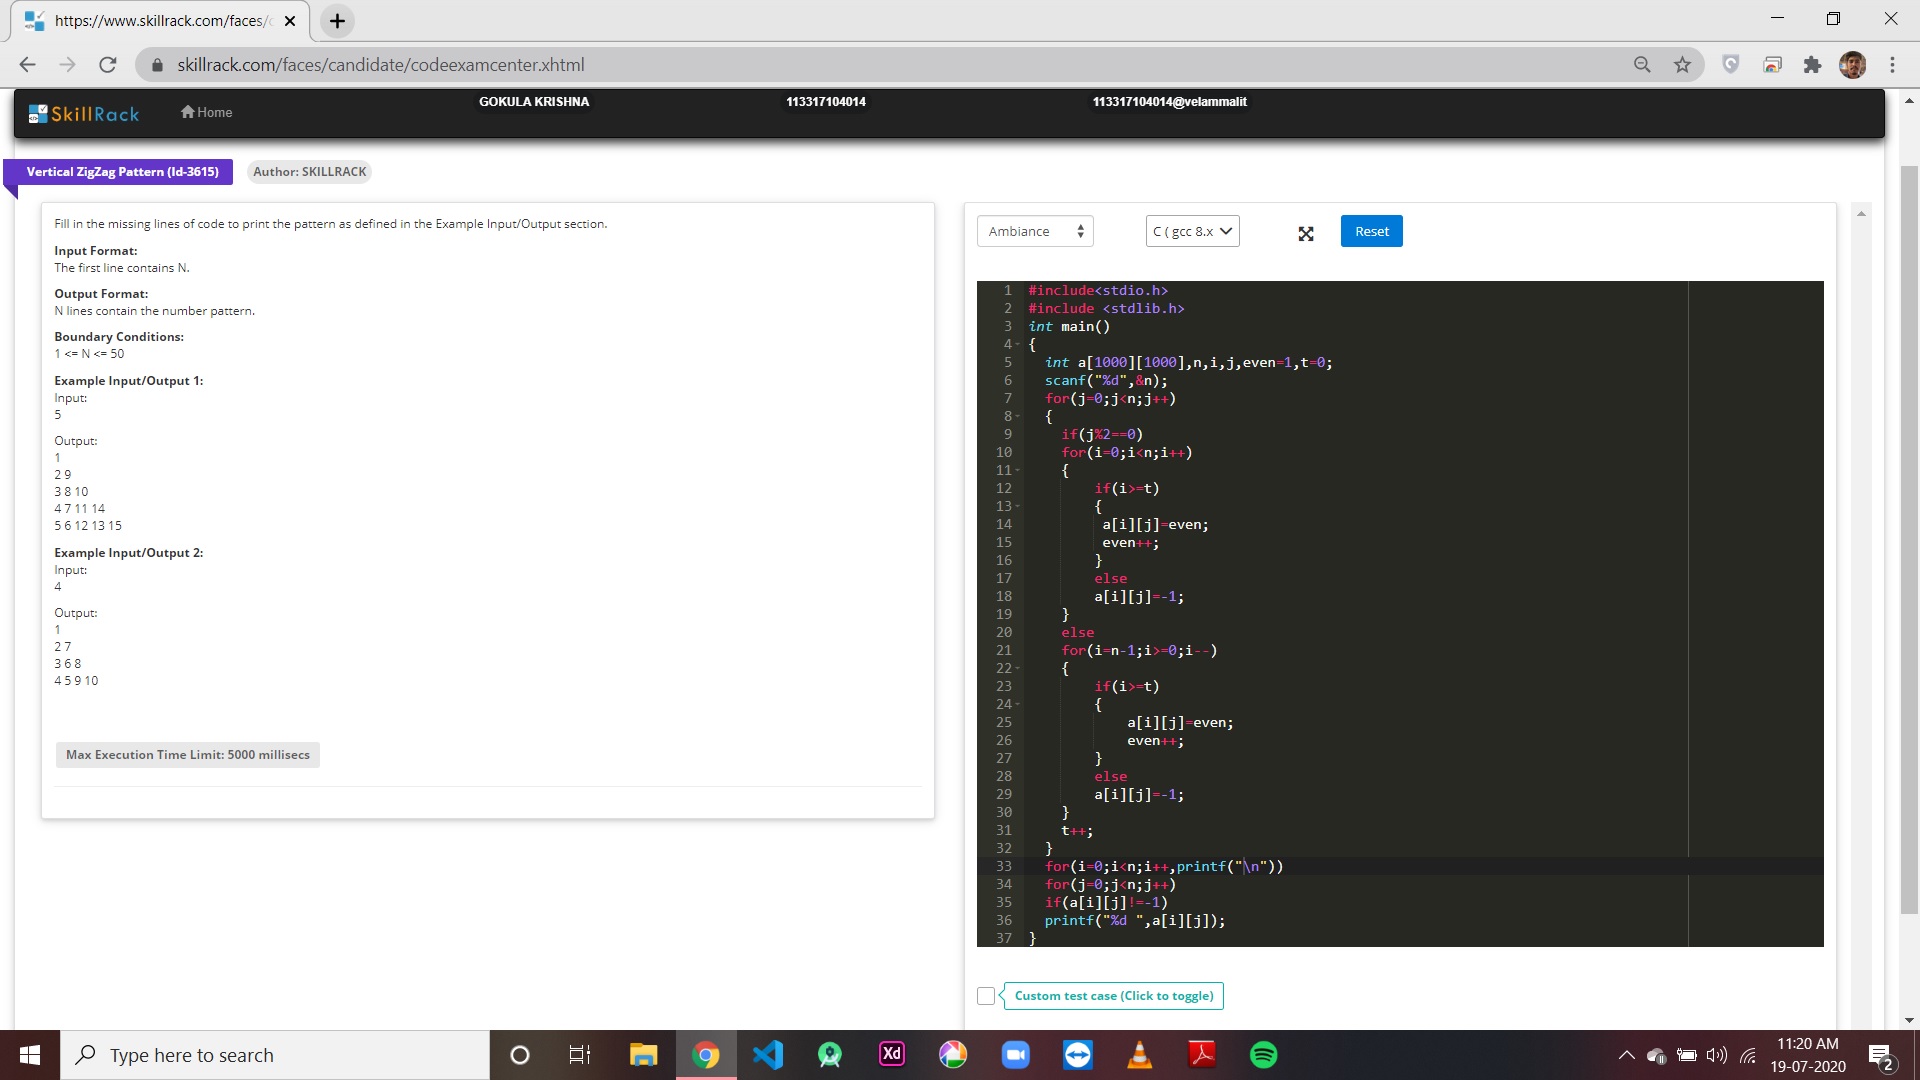 https://www.skillrack.com/faces/c
skillrack.com/faces/candidate/codeexamcenter.xhtml
SkillRack
Home
GOKULA KRISHNA
113317104014
113317104014@velammalit
Vertical ZigZag Pattern (Id-3615)
Author: SKILLRACK
Fill in the missing lines of code to print the pattern as defined in the Example Input/Output section.
Input Format:
The first line contains N.
Output Format:
N lines contain the number pattern.
Boundary Conditions:
1 <= N <= 50
Example Input/Output 1:
Input:
5
Output:
1
2 9
3 8 10
4 7 11 14
5 6 12 13 15
Example Input/Output 2:
Input:
4
Output:
1
2 7
3 6 8
4 5 9 10
Max Execution Time Limit: 5000 millisecs
Ambiance
C ( gcc 8.x
Reset
1 #include<stdio.h>
2 #include <stdlib.h>
3 int main()
4 {
5 int a[1000][1000],n,i,j,even=1,t=0;
6 scanf("%d",&n);
7 for(j=0;j<n;j++)
8 {
9 if(j%2==0)
10 for(i=0;i<n;i++)
11 {
12 if(i>=t)
13 {
14 a[i][j]=even;
15 even++;
16 }
17 else
18 a[i][j]=-1;
19 }
20 else
21 for(i=n-1;i>=0;i--)
22 {
23 if(i>=t)
24 {
25 a[i][j]=even;
26 even++;
27 }
28 else
29 a[i][j]=-1;
30 }
31 t++;
32 }
33 for(i=0;i<n;i++,printf("\n"))
34 for(j=0;j<n;j++)
35 if(a[i][j]!=-1)
36 printf("%d ",a[i][j]);
37 }
Custom test case (Click to toggle)
Type here to search
Xd
11:20 AM
19-07-2020
2